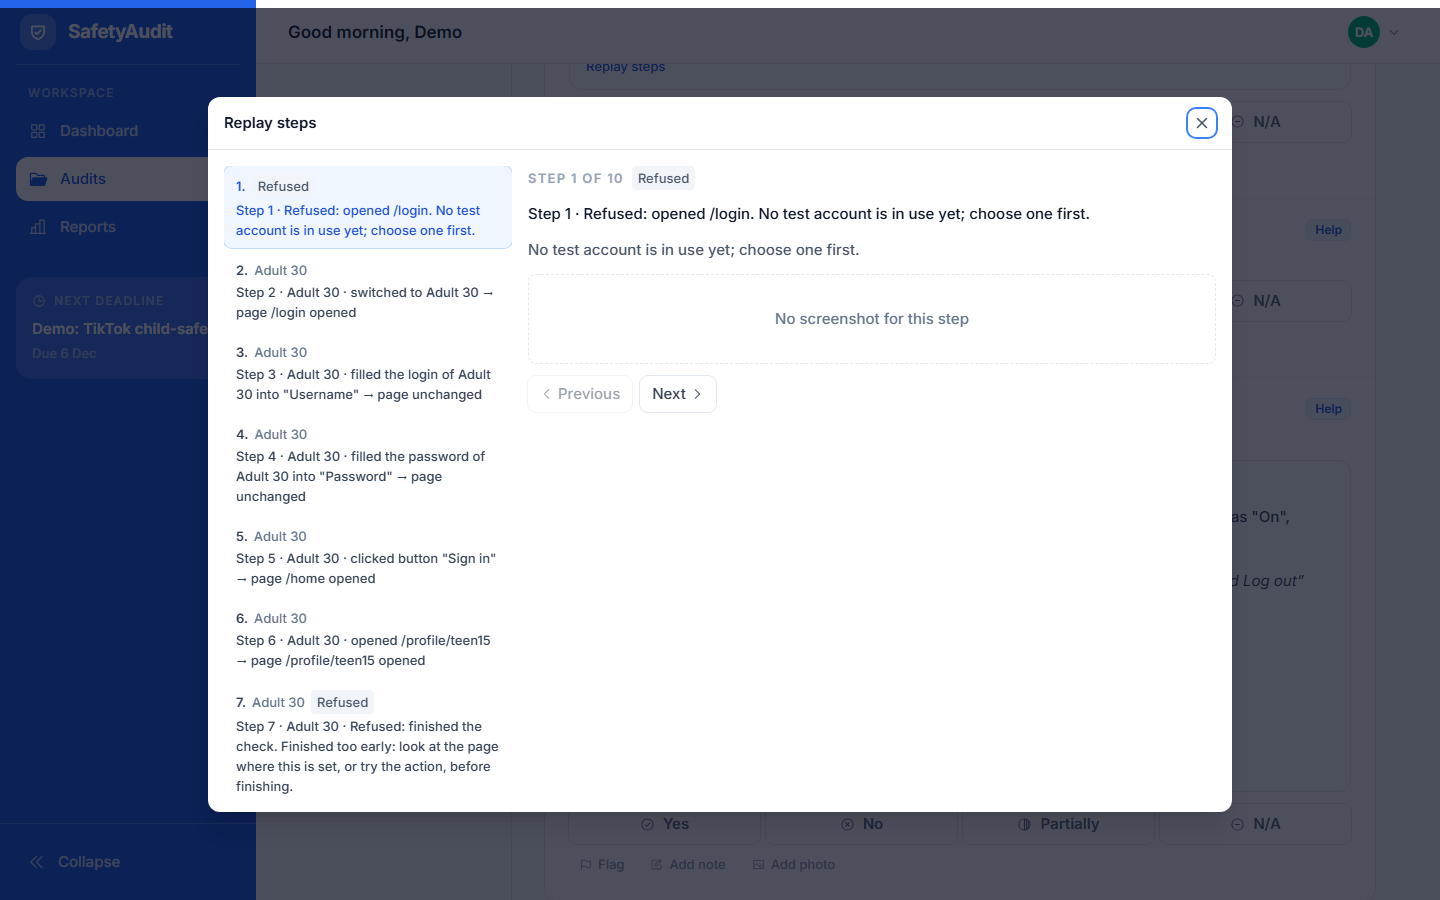 SafetyAudit
Good morning, Demo
DA
WORKSPACE
Dashboard
Audits
Reports
NEXT DEADLINE
Demo: TikTok child-safe
Due 6 Dec
Collapse
Replay steps
N/A
Help
N/A
Help
as "On",
d Log out"
Yes
No
Partially
N/A
Flag
Add note
Add photo
Replay steps
1. Refused
Step 1 · Refused: opened /login. No test
account is in use yet; choose one first.
2. Adult 30
Step 2 · Adult 30 · switched to Adult 30 →
page /login opened
3. Adult 30
Step 3 · Adult 30 · filled the login of Adult
30 into "Username" → page unchanged
4. Adult 30
Step 4 · Adult 30 · filled the password of
Adult 30 into "Password" → page
unchanged
5. Adult 30
Step 5 · Adult 30 · clicked button "Sign in"
→ page /home opened
6. Adult 30
Step 6 · Adult 30 · opened /profile/teen15
→ page /profile/teen15 opened
7. Adult 30 Refused
Step 7 · Adult 30 · Refused: finished the
check. Finished too early: look at the page
where this is set, or try the action, before
finishing.
STEP 1 OF 10 Refused
Step 1 · Refused: opened /login. No test account is in use yet; choose one first.
No test account is in use yet; choose one first.
No screenshot for this step
Previous
Next